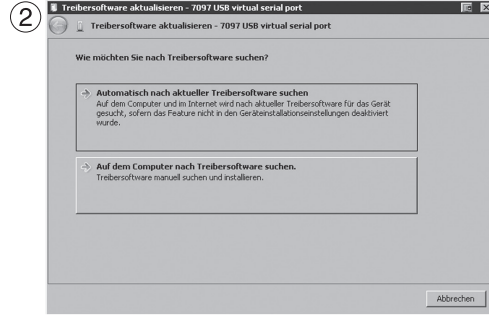 2
Treibersoftware aktualisieren - 7097 USB virtual serial port
Treibersoftware aktualisieren - 7097 USB virtual serial port
Wie möchten Sie nach Treibersoftware suchen?
Automatisch nach aktueller Treibersoftware suchen
Auf dem Computer und im Internet wird nach aktueller Treibersoftware für das Gerät
gesucht, sofern das Feature nicht in den Geräteinstallationseinstellungen deaktiviert
wurde.
Auf dem Computer nach Treibersoftware suchen.
Treibersoftware manuell suchen und installieren.
Abbrechen